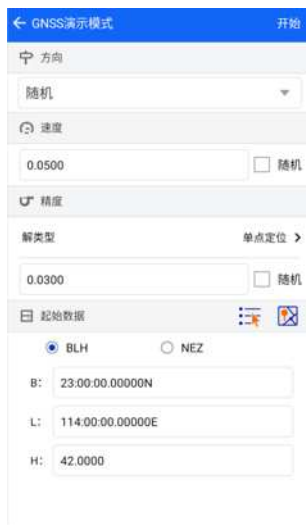 GNSS演示模式 开始
方向
随机
速度
0.0500 随机
精度
解类型 单点定位
0.0300 随机
起始数据
BLH NEZ
B: 23:00:00.00000N
L: 114:00:00.00000E
H: 42.0000